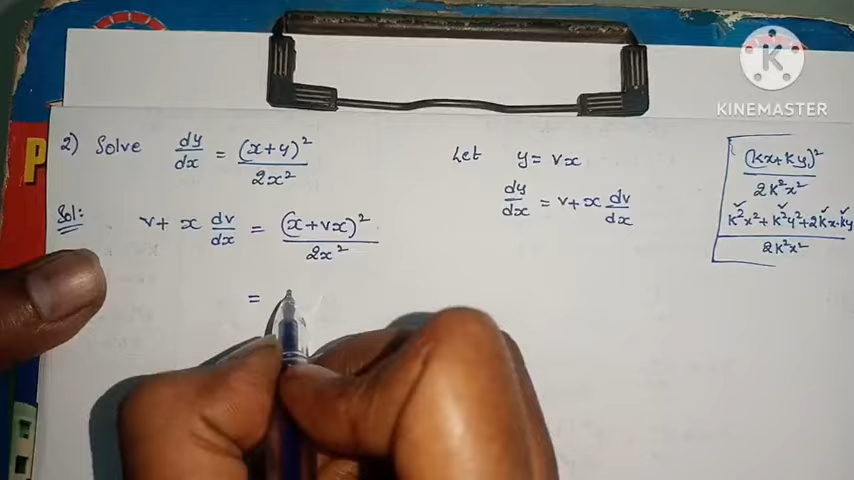 KINEMASTER
2) Solve dy/dx = (x+y)²/2x²
Let y = vx
dy/dx = v+x dv/dx
Sol:
v+ x dv/dx = (x+vx)²/2x²
=
(kx+ky)²/2k²x²
k²x²+k²y²+2kx·ky/2k²x²
P